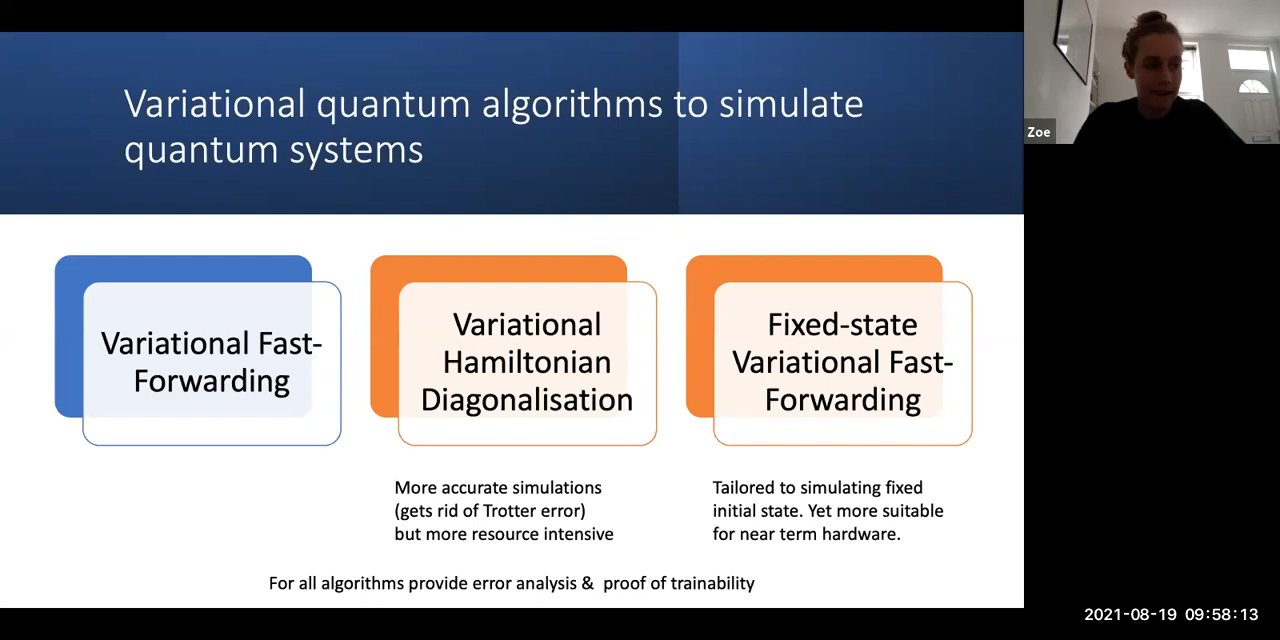 Variational quantum algorithms to simulate
quantum systems
Variational Fast-
Forwarding
Variational
Hamiltonian
Diagonalisation
Fixed-state
Variational Fast-
Forwarding
More accurate simulations
(gets rid of Trotter error)
but more resource intensive
Tailored to simulating fixed
initial state. Yet more suitable
for near term hardware.
For all algorithms provide error analysis & proof of trainability
Zoe
2021-08-19 09:58:13